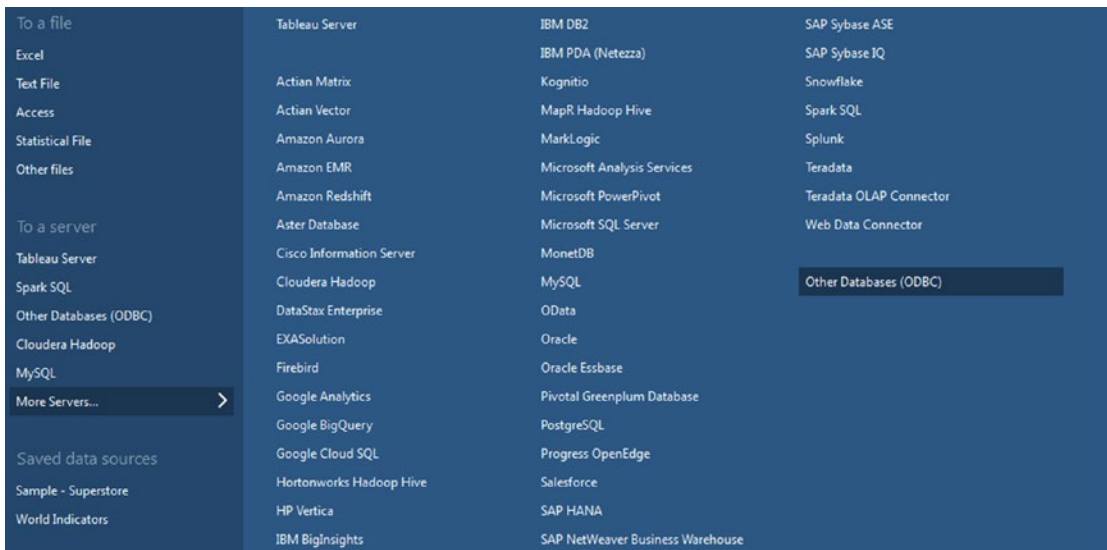 To a file
Excel
Text File
Access
Statistical File
Other files
To a server
Tableau Server
Spark SQL
Other Databases (ODBC)
Cloudera Hadoop
MySQL
More Servers...
Saved data sources
Sample - Superstore
World Indicators
Tableau Server
Actian Matrix
Actian Vector
Amazon Aurora
Amazon EMR
Amazon Redshift
Aster Database
Cisco Information Server
Cloudera Hadoop
DataStax Enterprise
EXASolution
Firebird
Google Analytics
Google BigQuery
Google Cloud SQL
Hortonworks Hadoop Hive
HP Vertica
IBM BigInsights
IBM DB2
IBM PDA (Netezza)
Kognitio
MapR Hadoop Hive
MarkLogic
Microsoft Analysis Services
Microsoft PowerPivot
Microsoft SQL Server
MonetDB
MySQL
OData
Oracle
Oracle Essbase
Pivotal Greenplum Database
PostgreSQL
Progress OpenEdge
Salesforce
SAP HANA
SAP NetWeaver Business Warehouse
SAP Sybase ASE
SAP Sybase IQ
Snowflake
Spark SQL
Splunk
Teradata
Teradata OLAP Connector
Web Data Connector
Other Databases (ODBC)